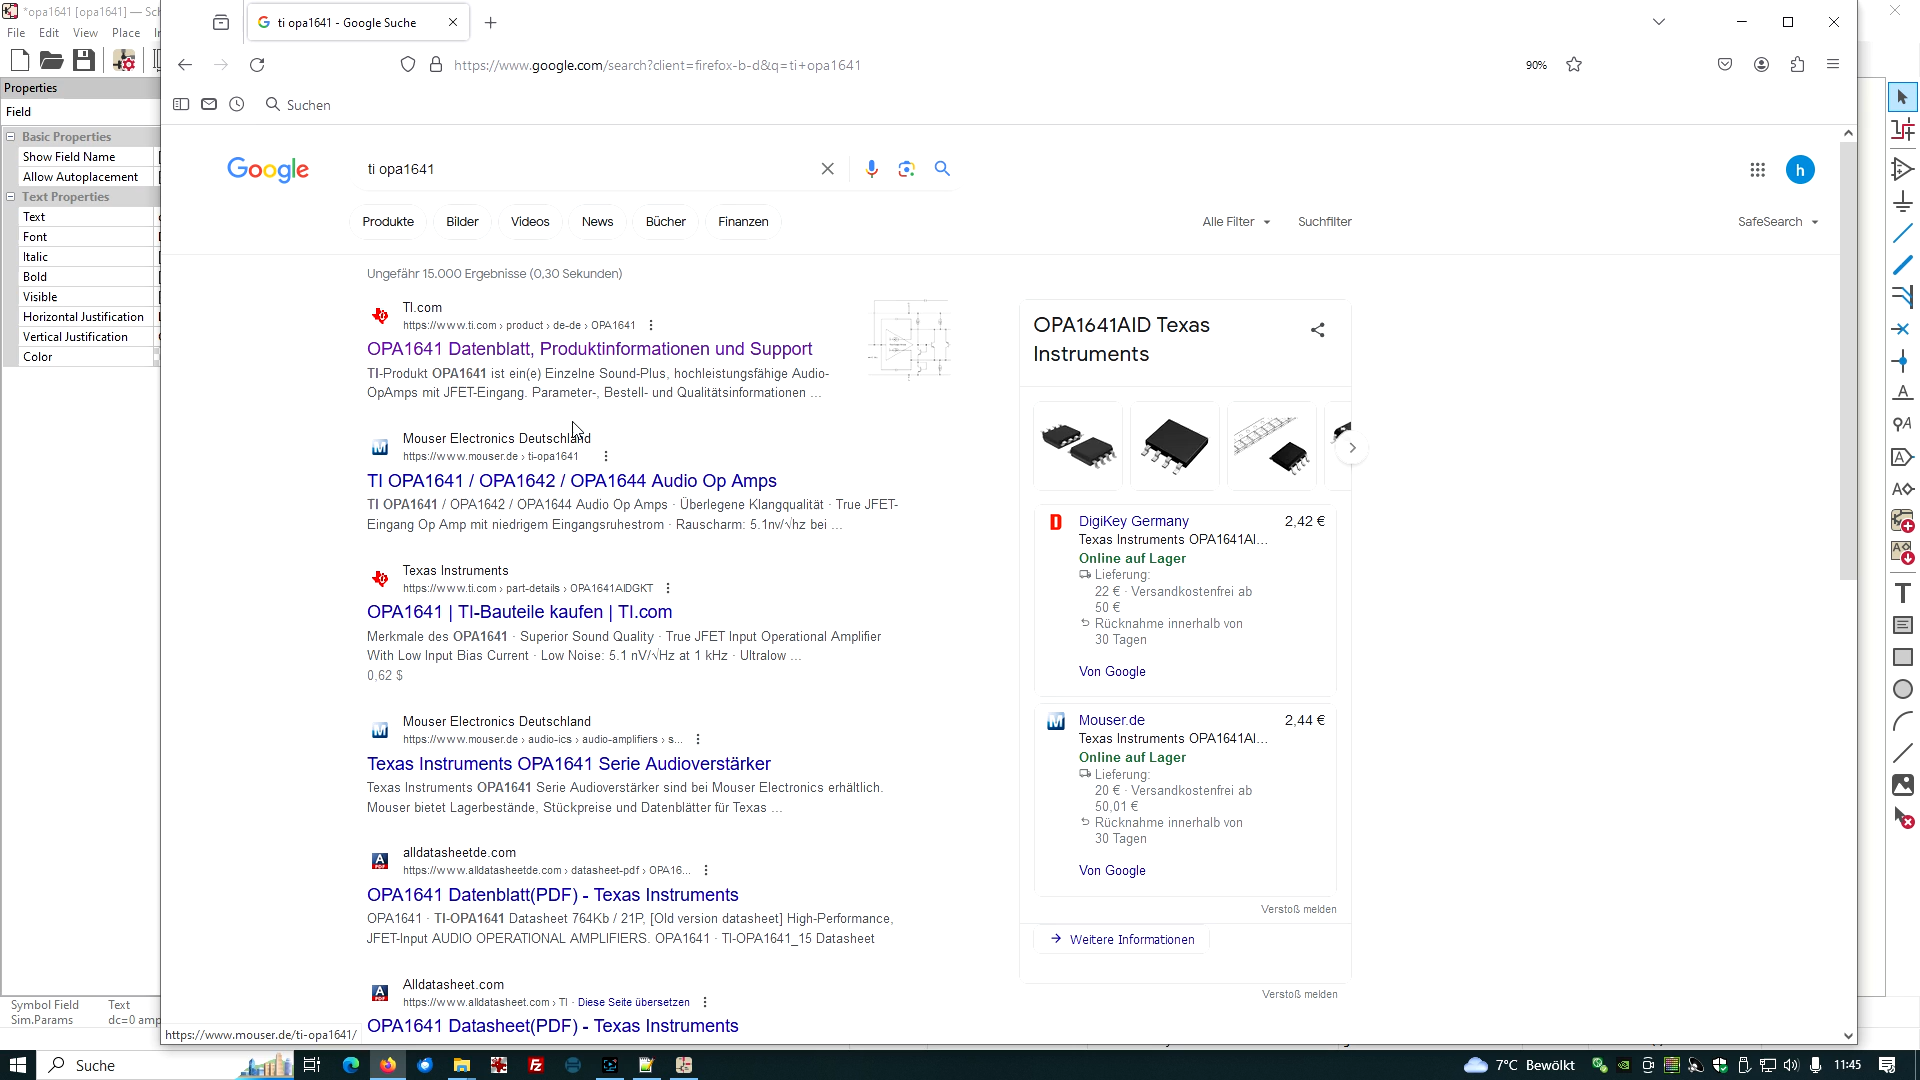 *opa1641 [opa1641] — Sch
File Edit View Place
Properties
Field
Basic Properties
Show Field Name
Allow Autoplacement
Text Properties
Text
Font
Italic
Bold
Visible
Horizontal Justification
Vertical Justification
Color
Symbol Field Text
Sim.Params dc=0 amp
ti opa1641 - Google Suche
https://www.google.com/search?client=firefox-b-d&q=ti+opa1641
90%
Suchen
Google
ti opa1641
h
Produkte Bilder Videos News Bücher Finanzen
Alle Filter Suchfilter
SafeSearch
Ungefähr 15.000 Ergebnisse (0,30 Sekunden)
TI.com
https://www.ti.com › product › de-de › OPA1641
OPA1641 Datenblatt, Produktinformationen und Support
TI-Produkt OPA1641 ist ein(e) Einzelne Sound-Plus, hochleistungsfähige Audio-
OpAmps mit JFET-Eingang. Parameter-, Bestell- und Qualitätsinformationen ...
Mouser Electronics Deutschland
https://www.mouser.de › ti-opa1641
TI OPA1641 / OPA1642 / OPA1644 Audio Op Amps
TI OPA1641 / OPA1642 / OPA1644 Audio Op Amps · Überlegene Klangqualität · True JFET-
Eingang Op Amp mit niedrigem Eingangsruhestrom · Rauscharm: 5.1nv/√hz bei ...
Texas Instruments
https://www.ti.com › part-details › OPA1641AIDGKT
OPA1641 | TI-Bauteile kaufen | TI.com
Merkmale des OPA1641 · Superior Sound Quality · True JFET Input Operational Amplifier
With Low Input Bias Current · Low Noise: 5.1 nV/√Hz at 1 kHz · Ultralow ...
0,62 $
Mouser Electronics Deutschland
https://www.mouser.de › audio-ics › audio-amplifiers › s...
Texas Instruments OPA1641 Serie Audioverstärker
Texas Instruments OPA1641 Serie Audioverstärker sind bei Mouser Electronics erhältlich.
Mouser bietet Lagerbestände, Stückpreise und Datenblätter für Texas ...
alldatasheetde.com
https://www.alldatasheetde.com › datasheet-pdf › OPA16...
OPA1641 Datenblatt(PDF) - Texas Instruments
OPA1641 · TI-OPA1641 Datasheet 764Kb / 21P, [Old version datasheet] High-Performance,
JFET-Input AUDIO OPERATIONAL AMPLIFIERS. OPA1641 · TI-OPA1641_15 Datasheet
Alldatasheet.com
https://www.alldatasheet.com › TI · Diese Seite übersetzen
OPA1641 Datasheet(PDF) - Texas Instruments
OPA1641AID Texas
Instruments
DigiKey Germany 2,42 €
Texas Instruments OPA1641AI...
Online auf Lager
Lieferung:
22 € · Versandkostenfrei ab
50 €
Rücknahme innerhalb von
30 Tagen
Von Google
Mouser.de 2,44 €
Texas Instruments OPA1641AI...
Online auf Lager
Lieferung:
20 € · Versandkostenfrei ab
50,01 €
Rücknahme innerhalb von
30 Tagen
Von Google
Verstoß melden
Weitere Informationen
Verstoß melden
https://www.mouser.de/ti-opa1641/
Suche
7°C Bewölkt
11:45